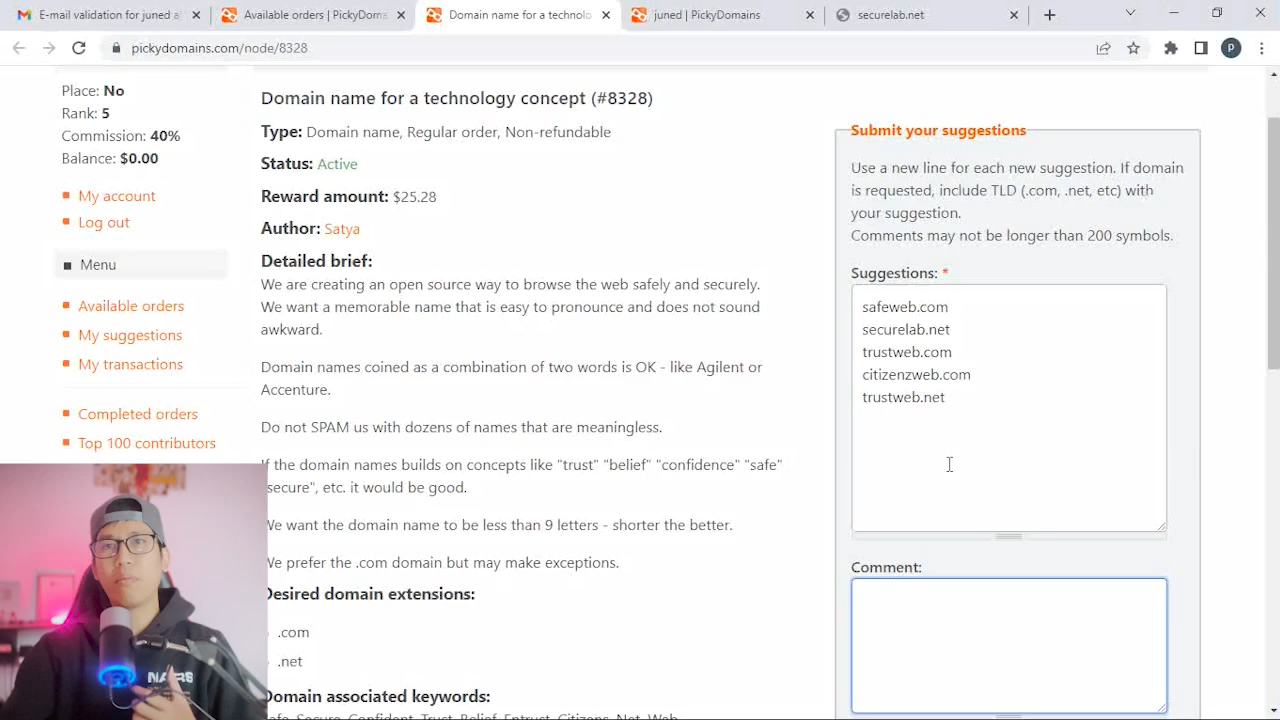 E-mail validation for juned a
Available orders | PickyDoma
Domain name for a technolo
juned | PickyDomains
securelab.net
pickydomains.com/node/8328
P
Place: No
Rank: 5
Commission: 40%
Balance: $0.00
My account
Log out
Menu
Available orders
My suggestions
My transactions
Completed orders
Top 100 contributors
Domain name for a technology concept (#8328)
Type: Domain name, Regular order, Non-refundable
Status: Active
Reward amount: $25.28
Author: Satya
Detailed brief:
We are creating an open source way to browse the web safely and securely.
We want a memorable name that is easy to pronounce and does not sound
awkward.
Domain names coined as a combination of two words is OK - like Agilent or
Accenture.
Do not SPAM us with dozens of names that are meaningless.
If the domain names builds on concepts like "trust" "belief" "confidence" "safe"
"secure", etc. it would be good.
We want the domain name to be less than 9 letters - shorter the better.
We prefer the .com domain but may make exceptions.
Desired domain extensions:
.com
.net
Domain associated keywords:
Safe, Secure, Confident, Trust, Belief, Entrust, Citizens, Net, Web
Submit your suggestions
Use a new line for each new suggestion. If domain
is requested, include TLD (.com, .net, etc) with
your suggestion.
Comments may not be longer than 200 symbols.
Suggestions: *
safeweb.com
securelab.net
trustweb.com
citizenzweb.com
trustweb.net
Comment: